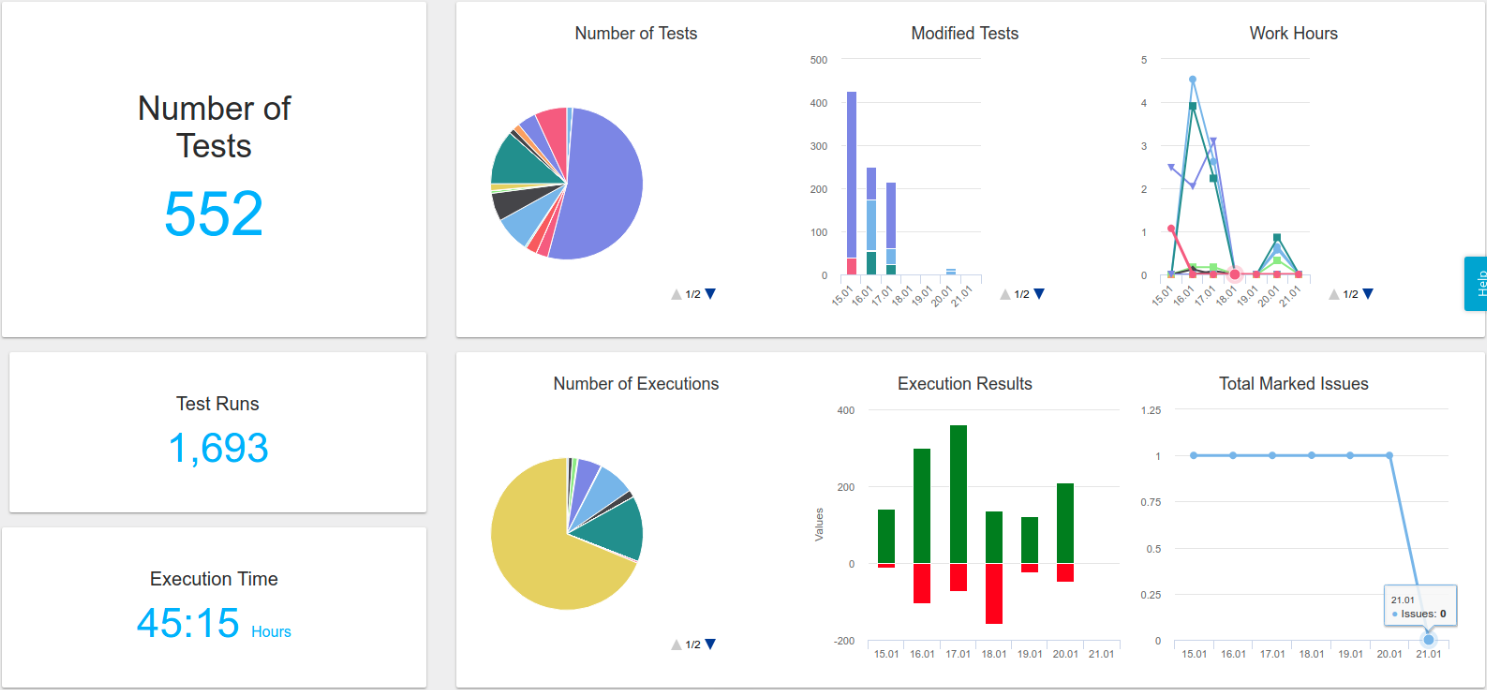 Number of
Tests
552
Test Runs
1,693
Execution Time
45:15 Hours
Number of Tests
1/2
Modified Tests
500
400
300
200
100
0
15.01 16.01 17.01 18.01 19.01 20.01 21.01
1/2
Work Hours
5
4
3
2
1
0
15.01 16.01 17.01 18.01 19.01 20.01 21.01
1/2
Help
Number of Executions
1/2
Execution Results
Values
400
200
0
-200
15.01 16.01 17.01 18.01 19.01 20.01 21.01
Total Marked Issues
1.25
1
0.75
0.5
0.25
0
21.01
Issues: 0
15.01 16.01 17.01 18.01 19.01 20.01 21.01